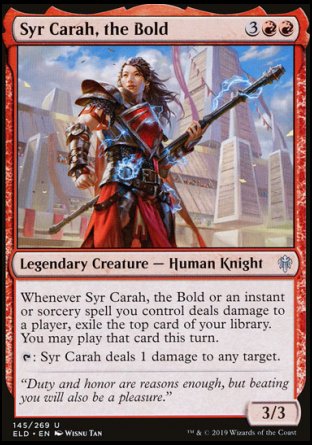 Syr Carah, the Bold 3
Legendary Creature — Human Knight
Whenever Syr Carah, the Bold or an instant
or sorcery spell you control deals damage to
a player, exile the top card of your library.
You may play that card this turn.
: Syr Carah deals 1 damage to any target.
“Duty and honor are reasons enough, but beating
you will also be a pleasure.”
3/3
145/269 U
ELD • EN Wisnu Tan
™ & © 2019 Wizards of the Coast